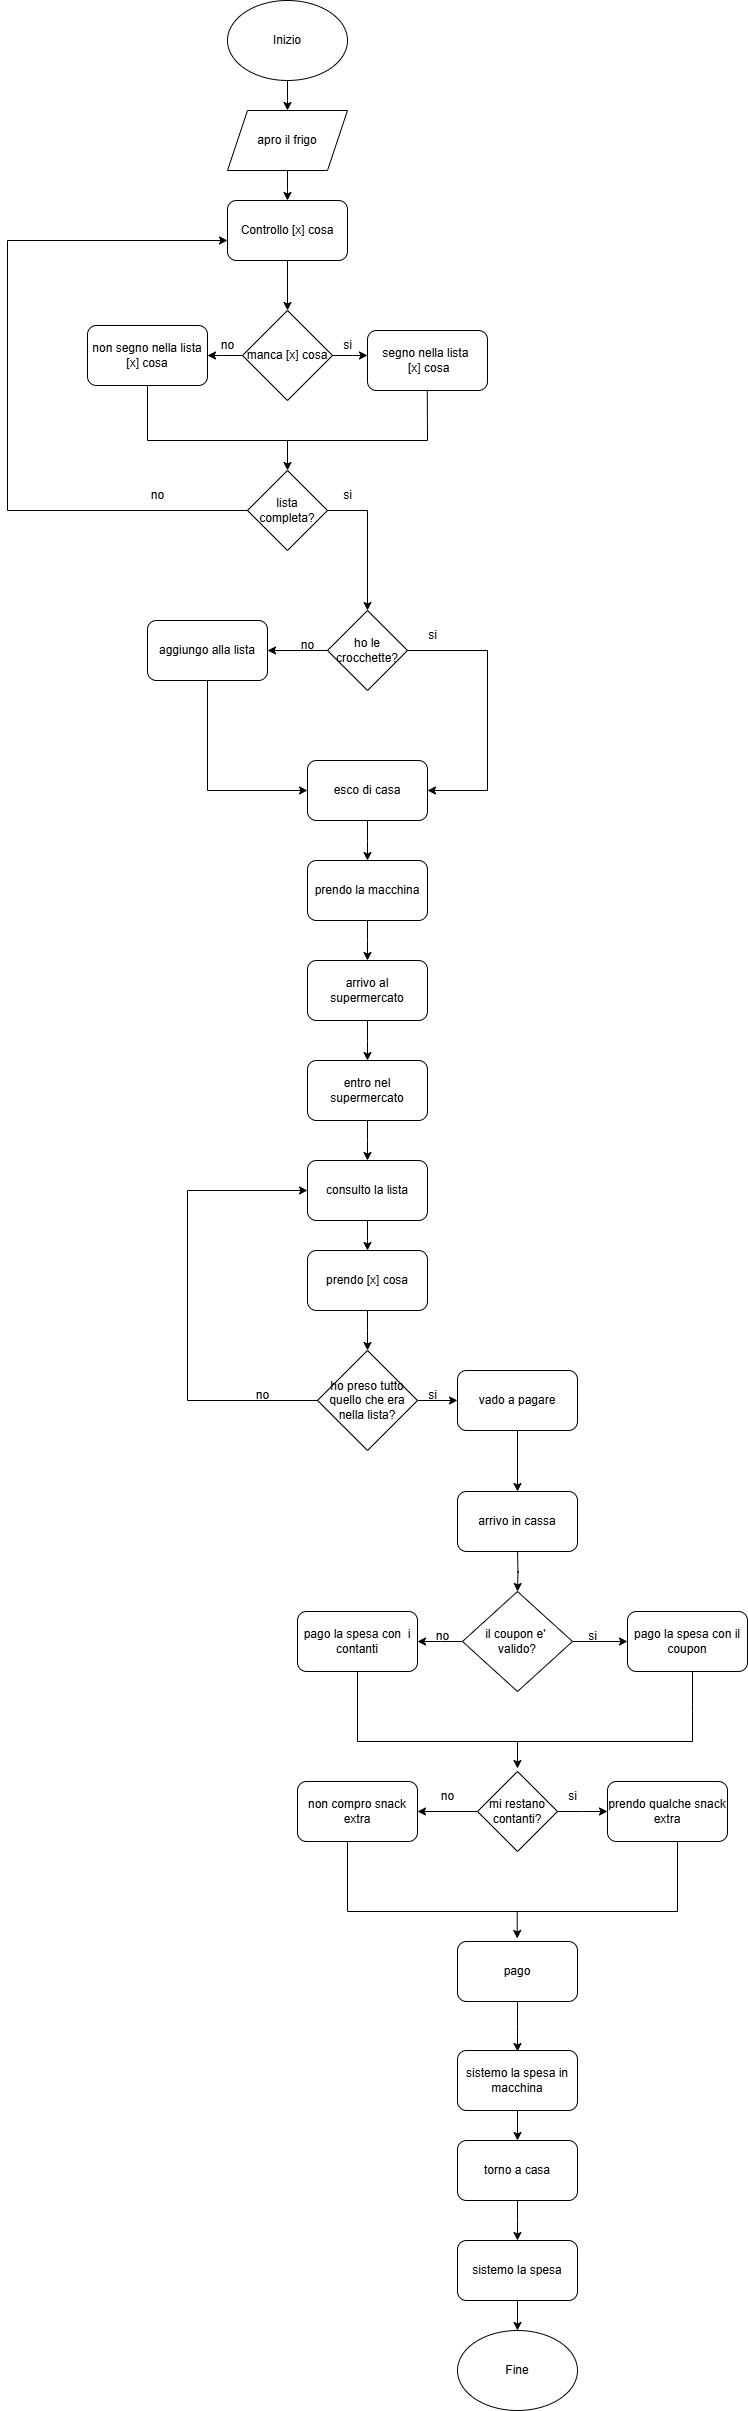 Inizio
apro il frigo
Controllo [x] cosa
non segno nella lista
[x] cosa
no
manca [x] cosa
si
segno nella lista
[x] cosa
no
lista
completa?
si
aggiungo alla lista
no
ho le
crocchette?
si
esco di casa
prendo la macchina
arrivo al
supermercato
entro nel
supermercato
consulto la lista
prendo [x] cosa
no
ho preso tutto
quello che era
nella lista?
si
vado a pagare
arrivo in cassa
pago la spesa con i
contanti
no
il coupon e'
valido?
si
pago la spesa con il
coupon
non compro snack
extra
no
mi restano
contanti?
si
prendo qualche snack
extra
pago
sistemo la spesa in
macchina
torno a casa
sistemo la spesa
Fine